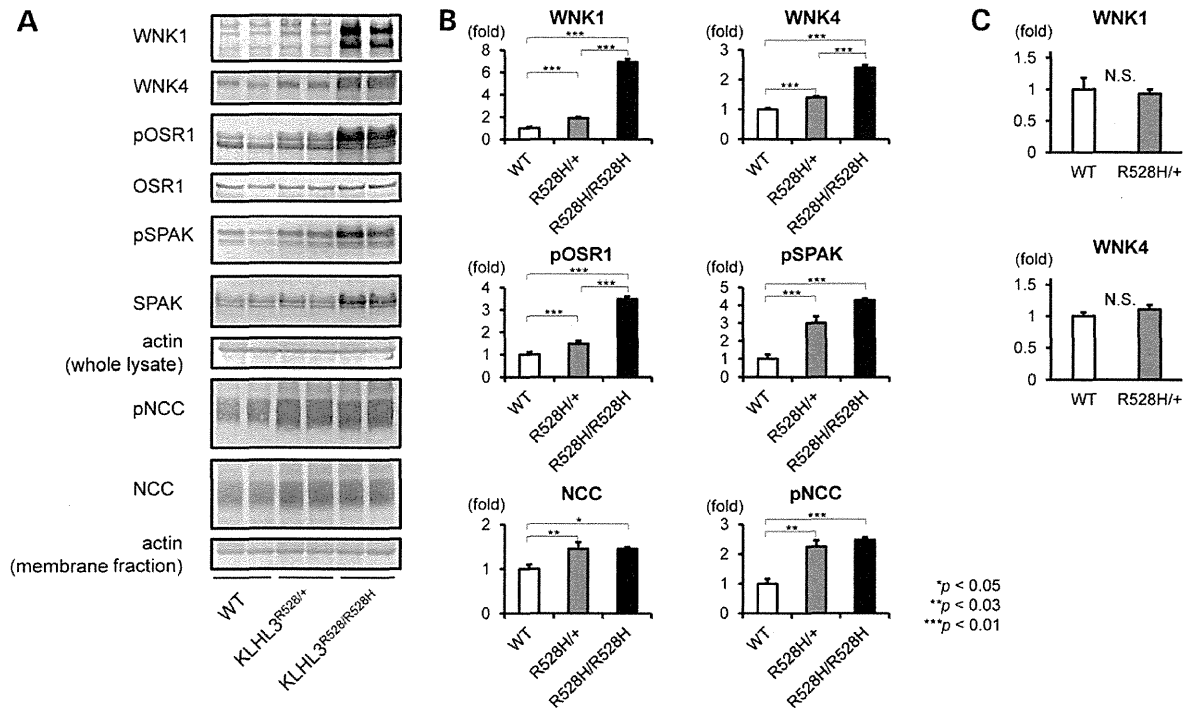 A
WNK1
WNK4
pOSR1
OSR1
pSPAK
SPAK
actin
(whole lysate)
pNCC
NCC
actin
(membrane fraction)
WT
KLHL3R528/+
KLHL3R528/R528H
B
WNK1
(fold)
8
6
4
2
0
***
***
***
WT
R528H/+
R528H/R528H
WNK4
(fold)
3
2
1
0
***
***
***
WT
R528H/+
R528H/R528H
pOSR1
(fold)
4
3
2
1
0
***
***
***
WT
R528H/+
R528H/R528H
pSPAK
(fold)
5
4
3
2
1
0
***
***
WT
R528H/+
R528H/R528H
NCC
(fold)
2
1
0
*
**
WT
R528H/+
R528H/R528H
pNCC
(fold)
3
2
1
0
***
**
WT
R528H/+
R528H/R528H
*p < 0.05
**p < 0.03
***p < 0.01
C
WNK1
(fold)
1.5
1
0.5
0
N.S.
WT
R528H/+
WNK4
(fold)
1.5
1
0.5
0
N.S.
WT
R528H/+